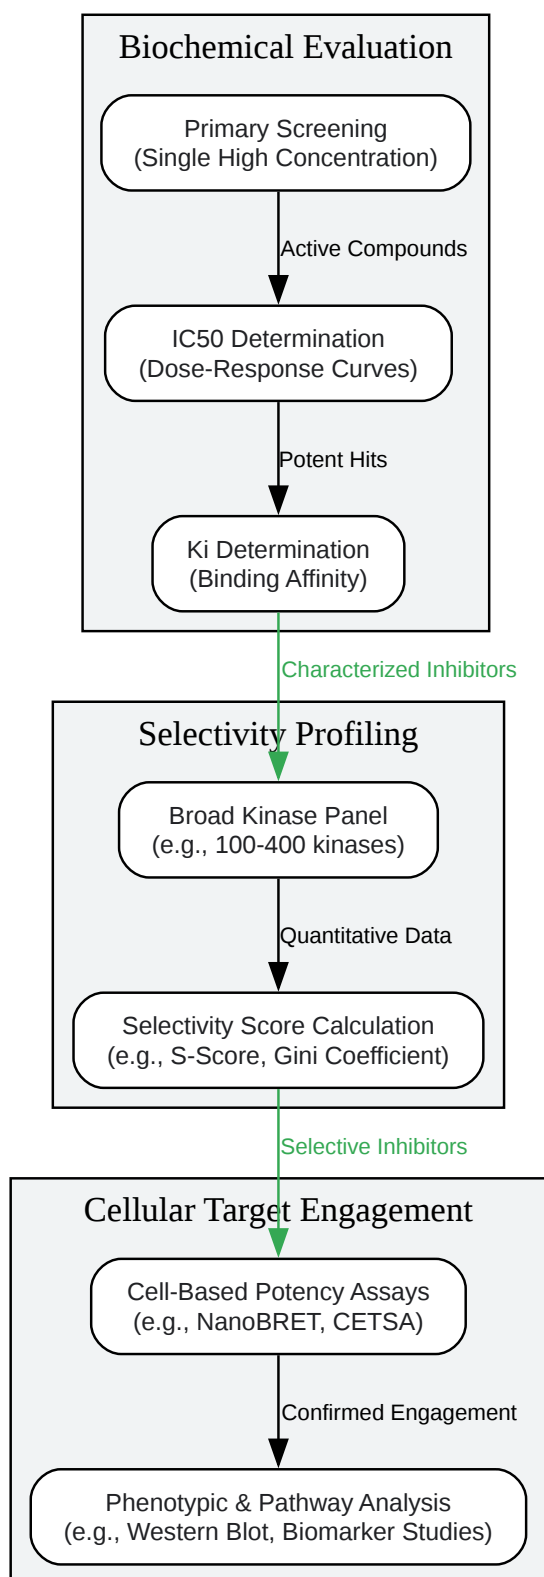 Biochemical Evaluation
Primary Screening
(Single High Concentration)
Active Compounds
IC50 Determination
(Dose-Response Curves)
Potent Hits
Ki Determination
(Binding Affinity)
Characterized Inhibitors
Selectivity Profiling
Broad Kinase Panel
(e.g., 100-400 kinases)
Quantitative Data
Selectivity Score Calculation
(e.g., S-Score, Gini Coefficient)
Selective Inhibitors
Cellular Target Engagement
Cell-Based Potency Assays
(e.g., NanoBRET, CETSA)
Confirmed Engagement
Phenotypic & Pathway Analysis
(e.g., Western Blot, Biomarker Studies)